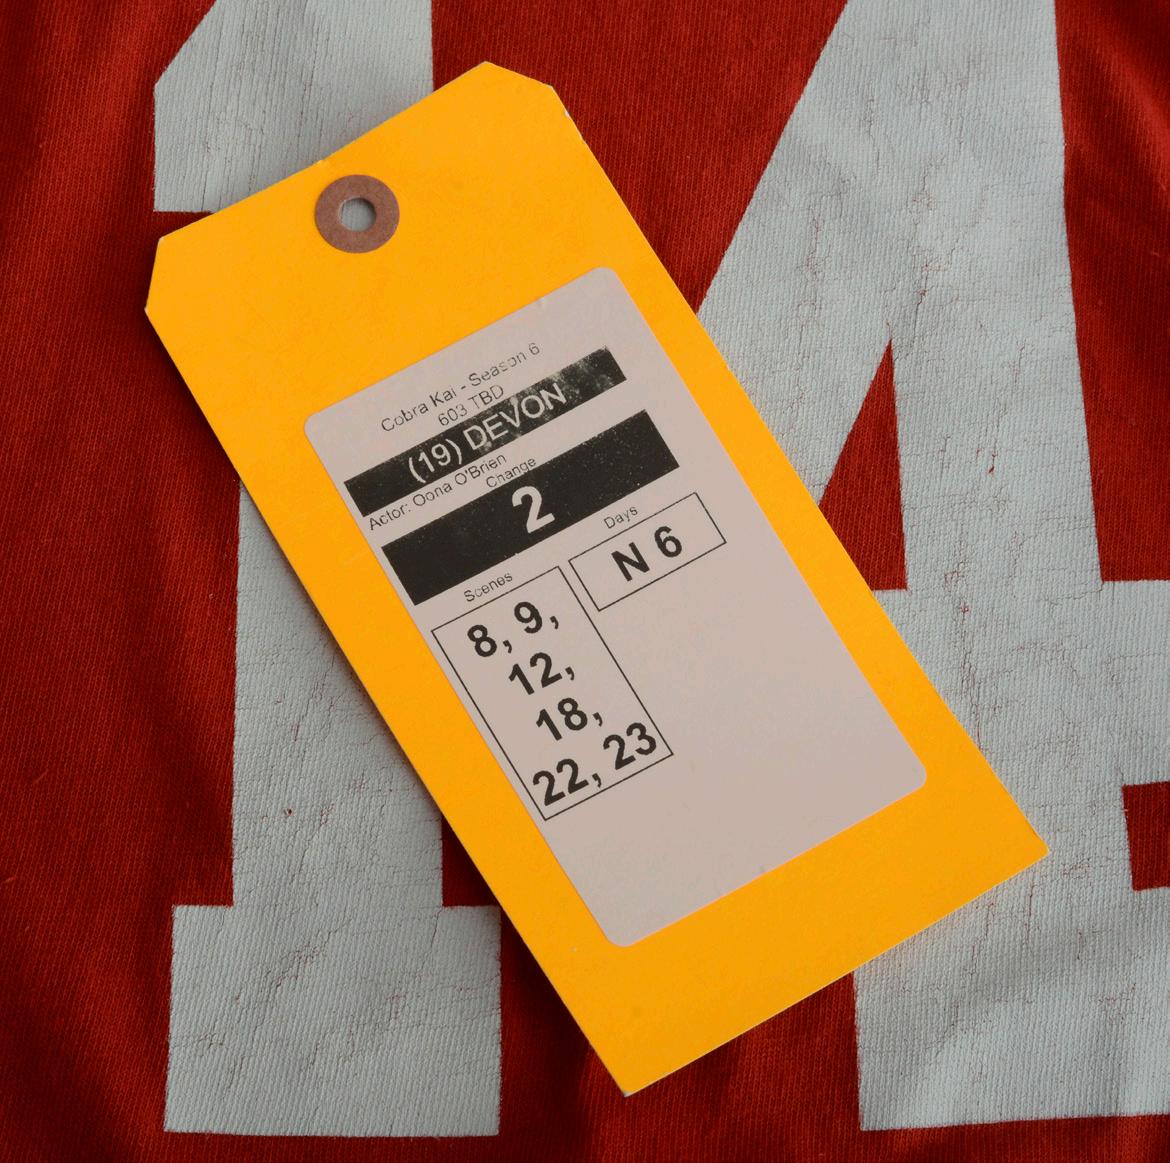 14
Cobra Kai - Season 6
603 TBD
(19) DEVON
Actor: Oona O'Brien
Change
2
Scenes
8, 9,
12,
18,
22, 23
Days
N 6